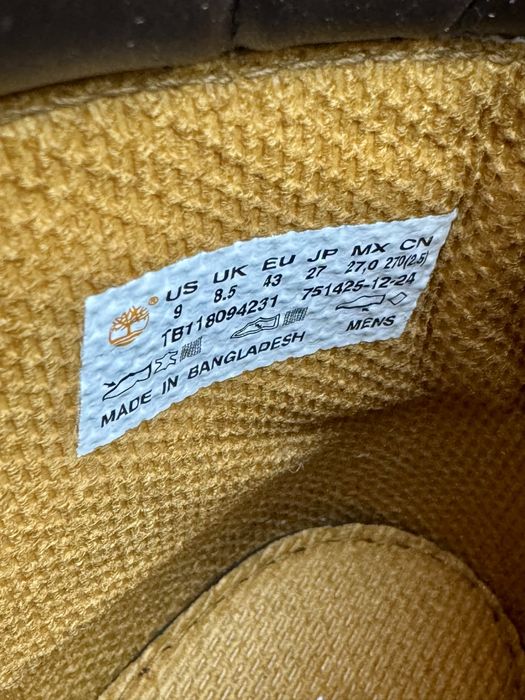 ® US UK EU JP MX CN
9 8.5 43 27 27,0 270(2.5)
TB118094231 751425-12-24
MENS
MADE IN BANGLADESH